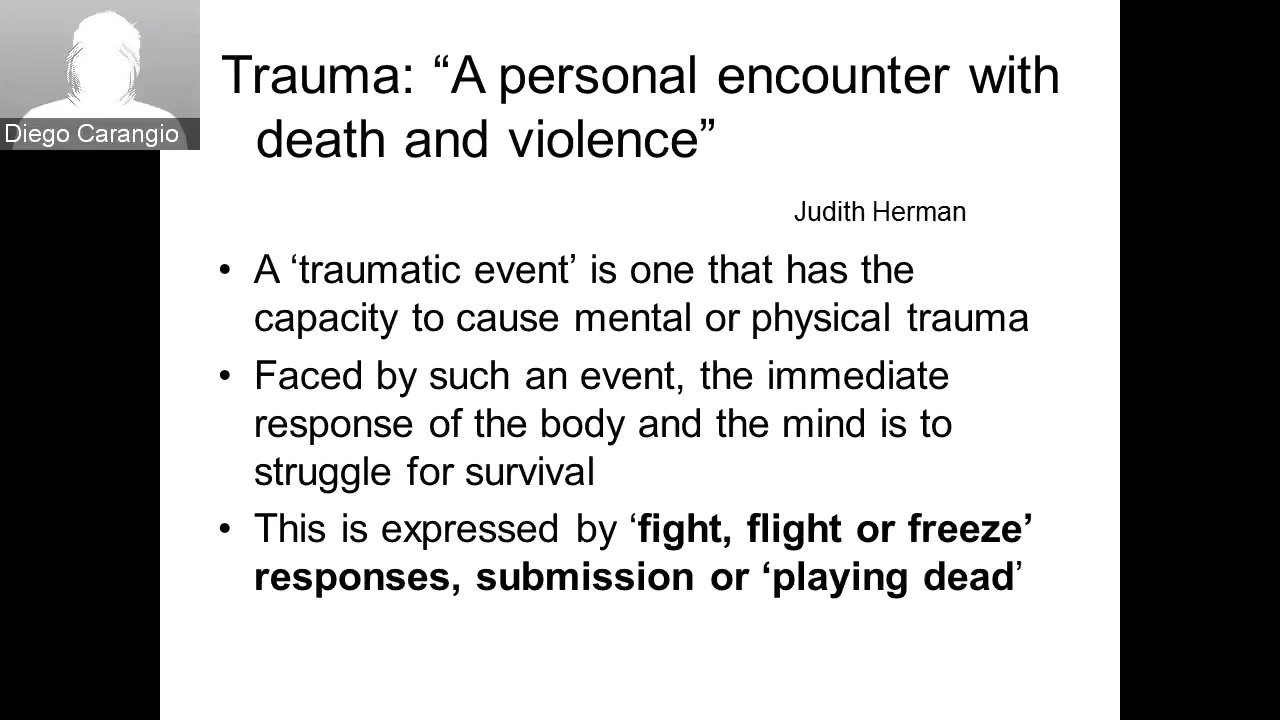 Diego Carangio
Trauma: “A personal encounter with
death and violence”
Judith Herman
• A ‘traumatic event’ is one that has the
capacity to cause mental or physical trauma
• Faced by such an event, the immediate
response of the body and the mind is to
struggle for survival
• This is expressed by ‘fight, flight or freeze’
responses, submission or ‘playing dead’